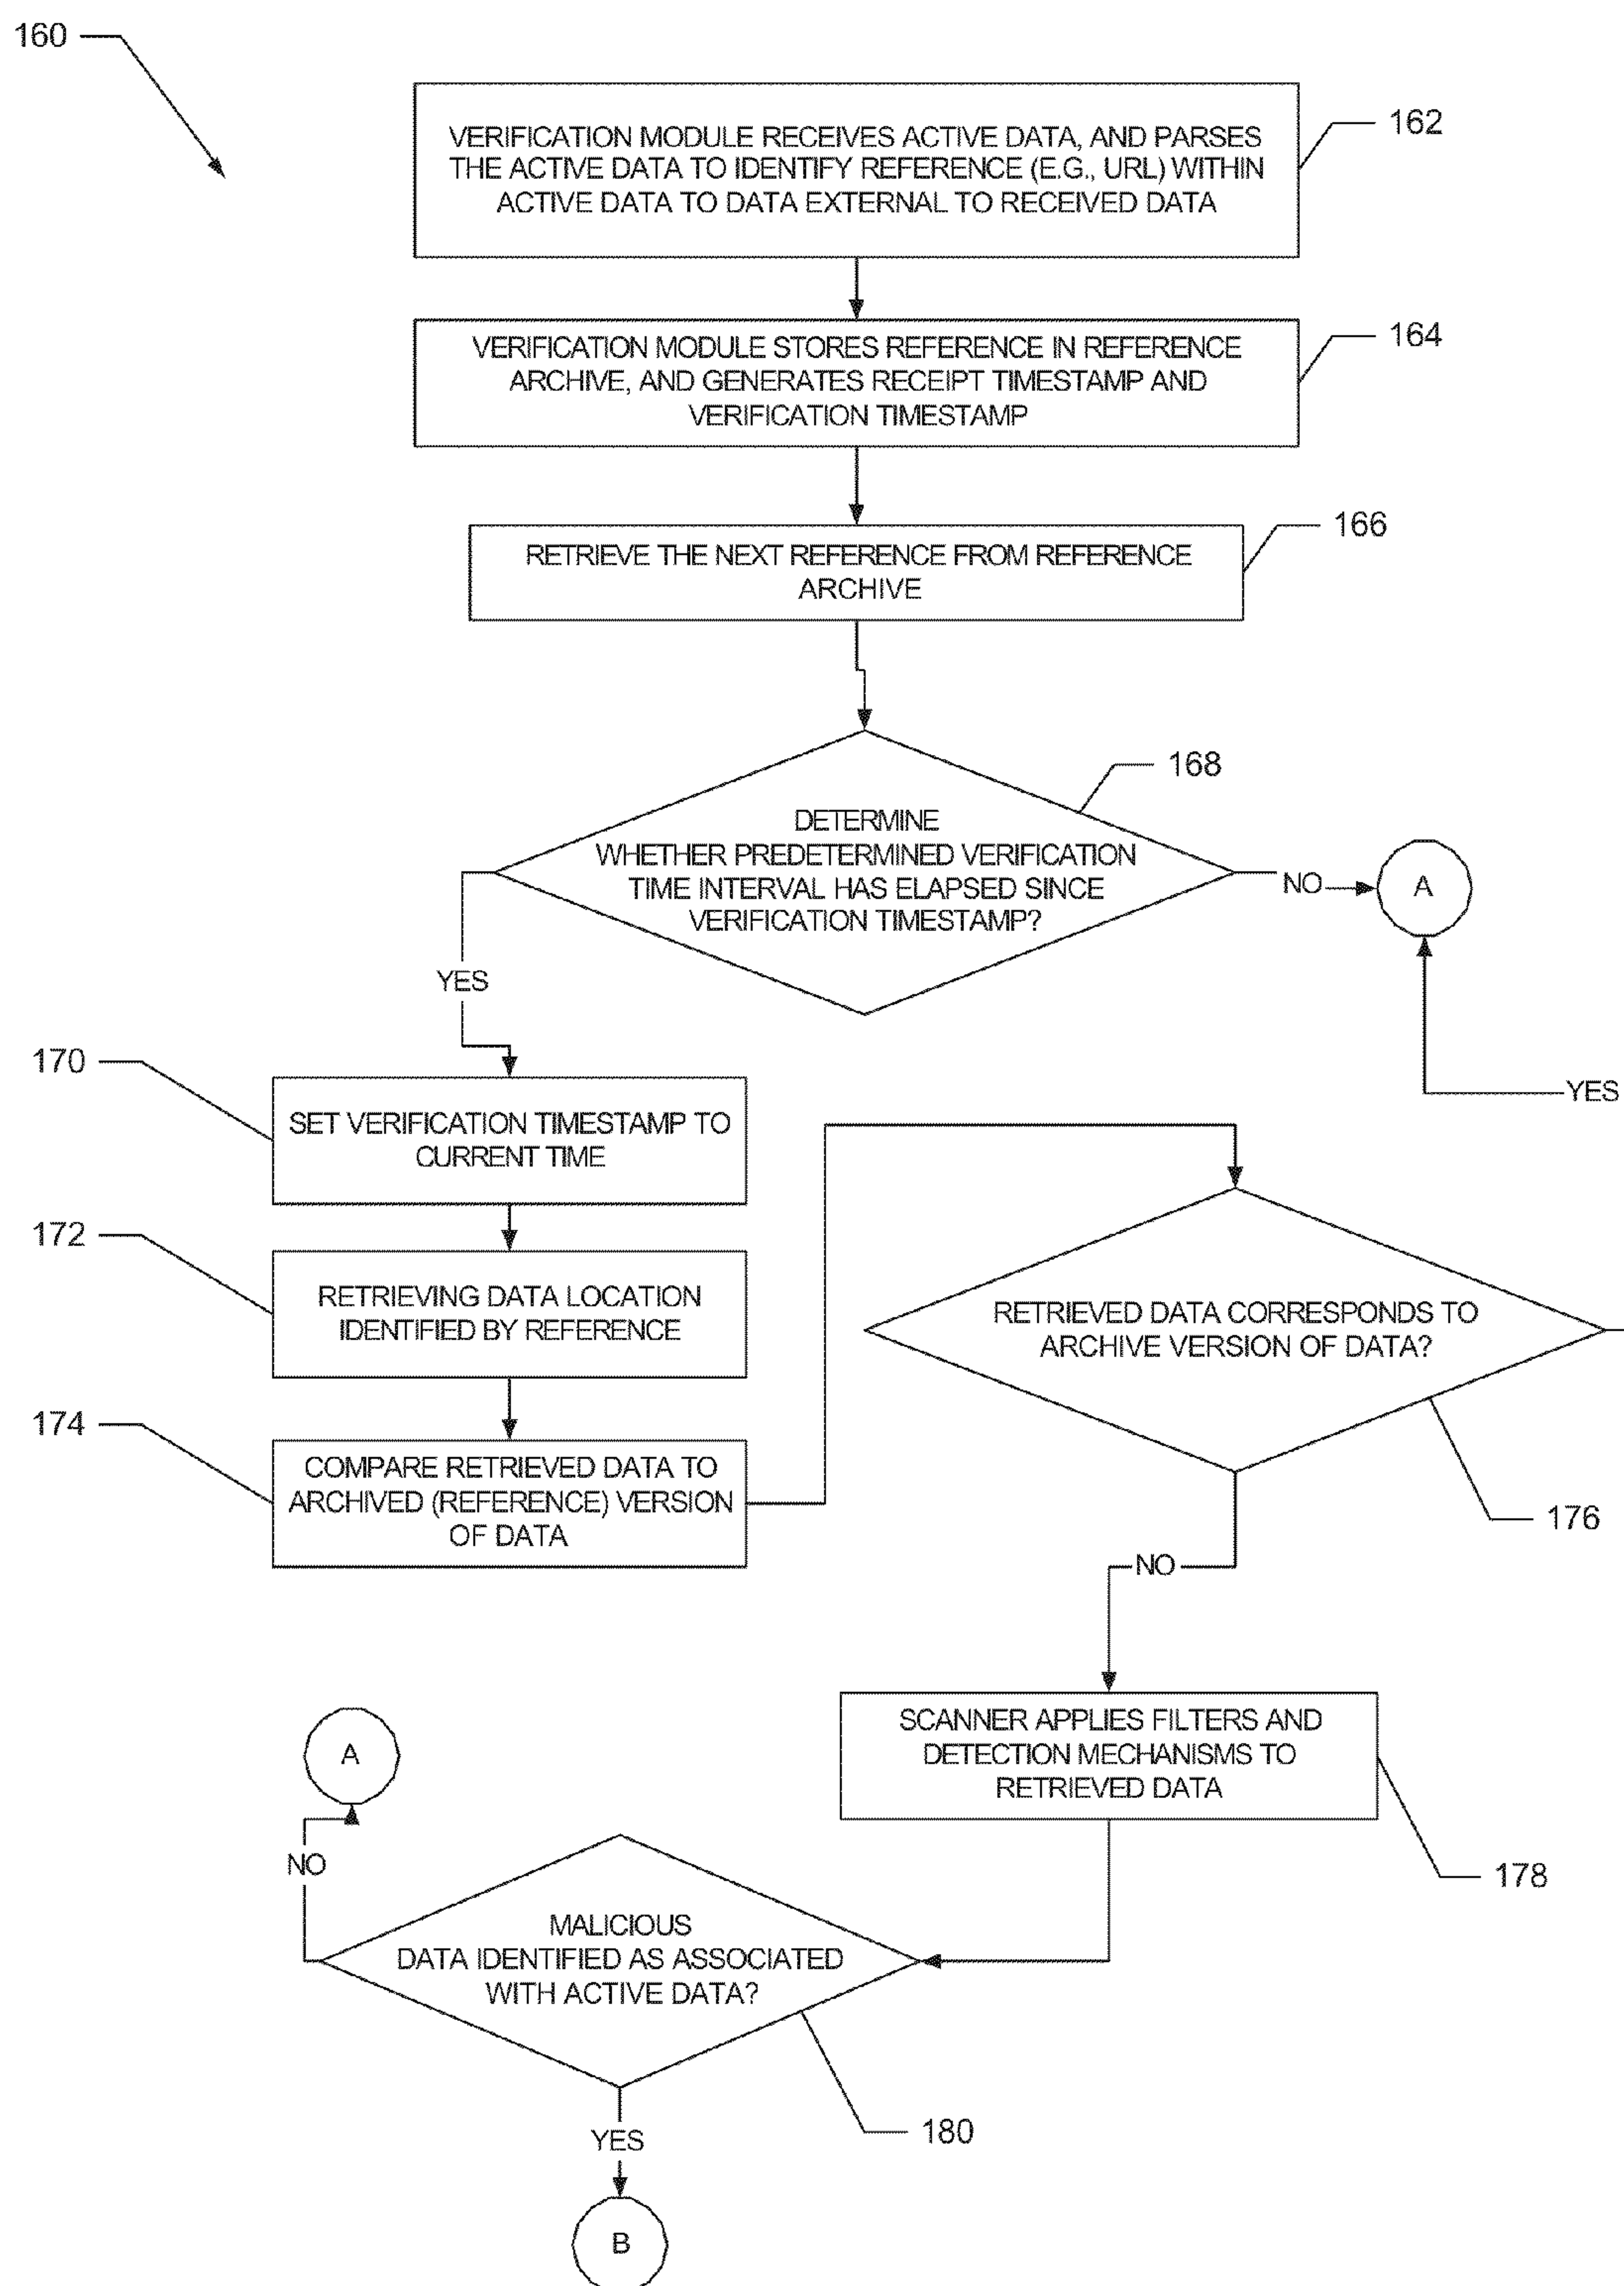 160
VERIFICATION MODULE RECEIVES ACTIVE DATA, AND PARSES
THE ACTIVE DATA TO IDENTIFY REFERENCE (E.G., URL) WITHIN
ACTIVE DATA TO DATA EXTERNAL TO RECEIVED DATA
162
VERIFICATION MODULE STORES REFERENCE IN REFERENCE
ARCHIVE, AND GENERATES RECEIPT TIMESTAMP AND
VERIFICATION TIMESTAMP
164
RETRIEVE THE NEXT REFERENCE FROM REFERENCE
ARCHIVE
166
DETERMINE
WHETHER PREDETERMINED VERIFICATION
TIME INTERVAL HAS ELAPSED SINCE
VERIFICATION TIMESTAMP?
168
NO
A
YES
YES
170
SET VERIFICATION TIMESTAMP TO
CURRENT TIME
172
RETRIEVING DATA LOCATION
IDENTIFIED BY REFERENCE
174
COMPARE RETRIEVED DATA TO
ARCHIVED (REFERENCE) VERSION
OF DATA
RETRIEVED DATA CORRESPONDS TO
ARCHIVE VERSION OF DATA?
176
NO
SCANNER APPLIES FILTERS AND
DETECTION MECHANISMS TO
RETRIEVED DATA
178
A
NO
MALICIOUS
DATA IDENTIFIED AS ASSOCIATED
WITH ACTIVE DATA?
180
YES
B